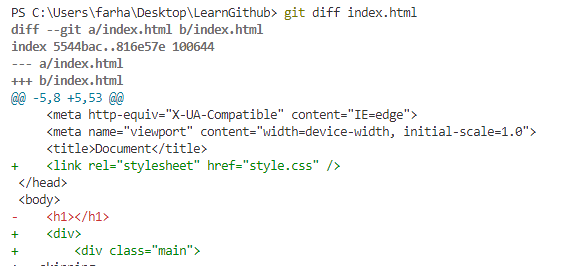 PS C:\Users\farha\Desktop\LearnGithub> git diff index.html
diff --git a/index.html b/index.html
index 5544bac..816e57e 100644
--- a/index.html
+++ b/index.html
@@ -5,8 +5,53 @@
     <meta http-equiv="X-UA-Compatible" content="IE=edge">
     <meta name="viewport" content="width=device-width, initial-scale=1.0">
     <title>Document</title>
+    <link rel="stylesheet" href="style.css" />
 </head>
 <body>
-    <h1></h1>
+    <div>
+        <div class="main">